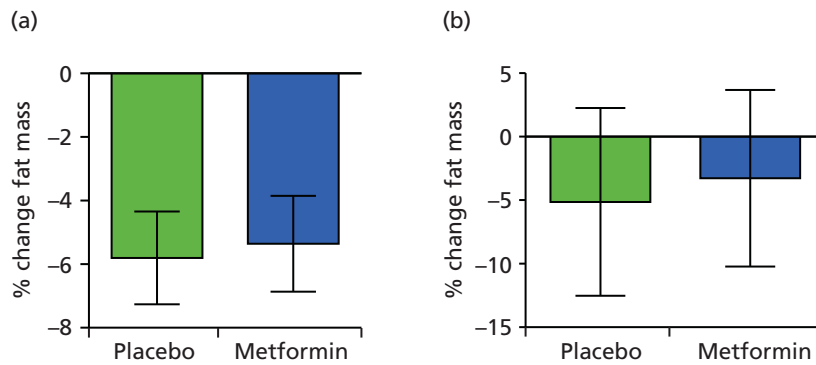 (a)
% change fat mass
0
–2
–4
–6
–8
Placebo
Metformin
(b)
% change fat mass
5
0
–5
–10
–15
Placebo
Metformin